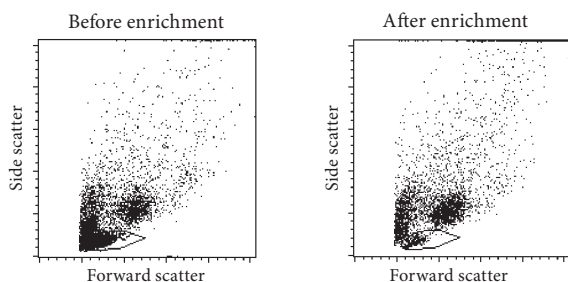 Before enrichment
Side scatter
Forward scatter
After enrichment
Side scatter
Forward scatter